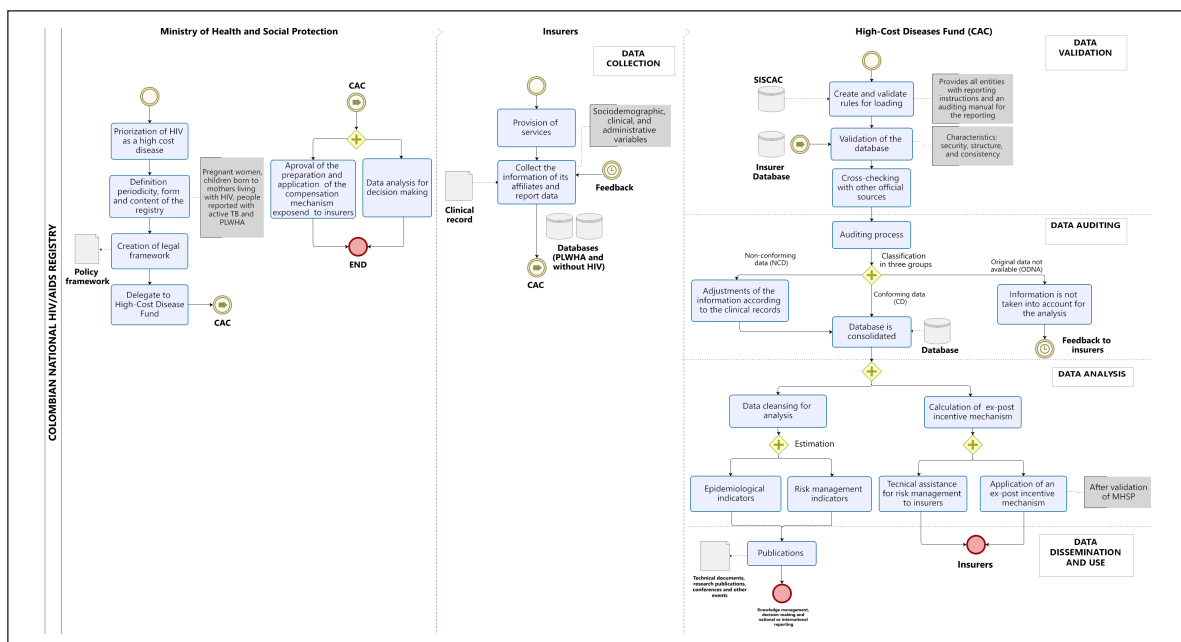 COLOMBIAN NATIONAL HIV/AIDS REGISTRY
Ministry of Health and Social Protection
Priorization of HIV
as a high cost
disease
Definition periodicity, form
and content of the
registry
Pregnant women,
children born to
mothers living with
HIV, people
reported with
active TB and
PLWHA
Creation of legal
framework
Policy
framework
Delegate to
High-Cost Disease
Fund
CAC
CAC
Aproval of the
preparation and
application of the
compensation
mechanism
exposend to insurers
Data analysis for
decision making
END
Insurers
DATA
COLLECTION
Provision of
services
Sociodemographic,
clinical, and
administrative
variables
Collect the
information of its
affiliates and
report data
Clinical
record
Feedback
Databases
(PLWHA and
without HIV)
CAC
High-Cost Diseases Fund (CAC)
DATA
VALIDATION
SISCAC
Create and validate
rules for loading
Provides all entities
with reporting
instructions and an
auditing manual for
the reporting
Insurer
Database
Validation of the
database
Characteristics:
security, structure,
and consistency
Cross-checking
with other official
sources
DATA AUDITING
Auditing process
Non-conforming
data (NCD)
Classification
in three groups
Original data not
available (ODNA)
Adjustments of the
information according
to the clinical records
Conforming data
(CD)
Information is not
taken into account for
the analysis
Database is
consolidated
Database
Feedback to
insurers
DATA ANALYSIS
Data cleansing for
analysis
Calculation of ex-post
incentive mechanism
Estimation
Epidemiological
indicators
Risk management
indicators
Tecnical assistance
for risk management
to insurers
Application of an
ex-post incentive
mechanism
After validation
of MHSP
DATA
DISSEMINATION
AND USE
Publications
Insurers
Technical documents,
research publications,
conferences and other
events
Knowledge management,
decision-making and
national or international
reporting